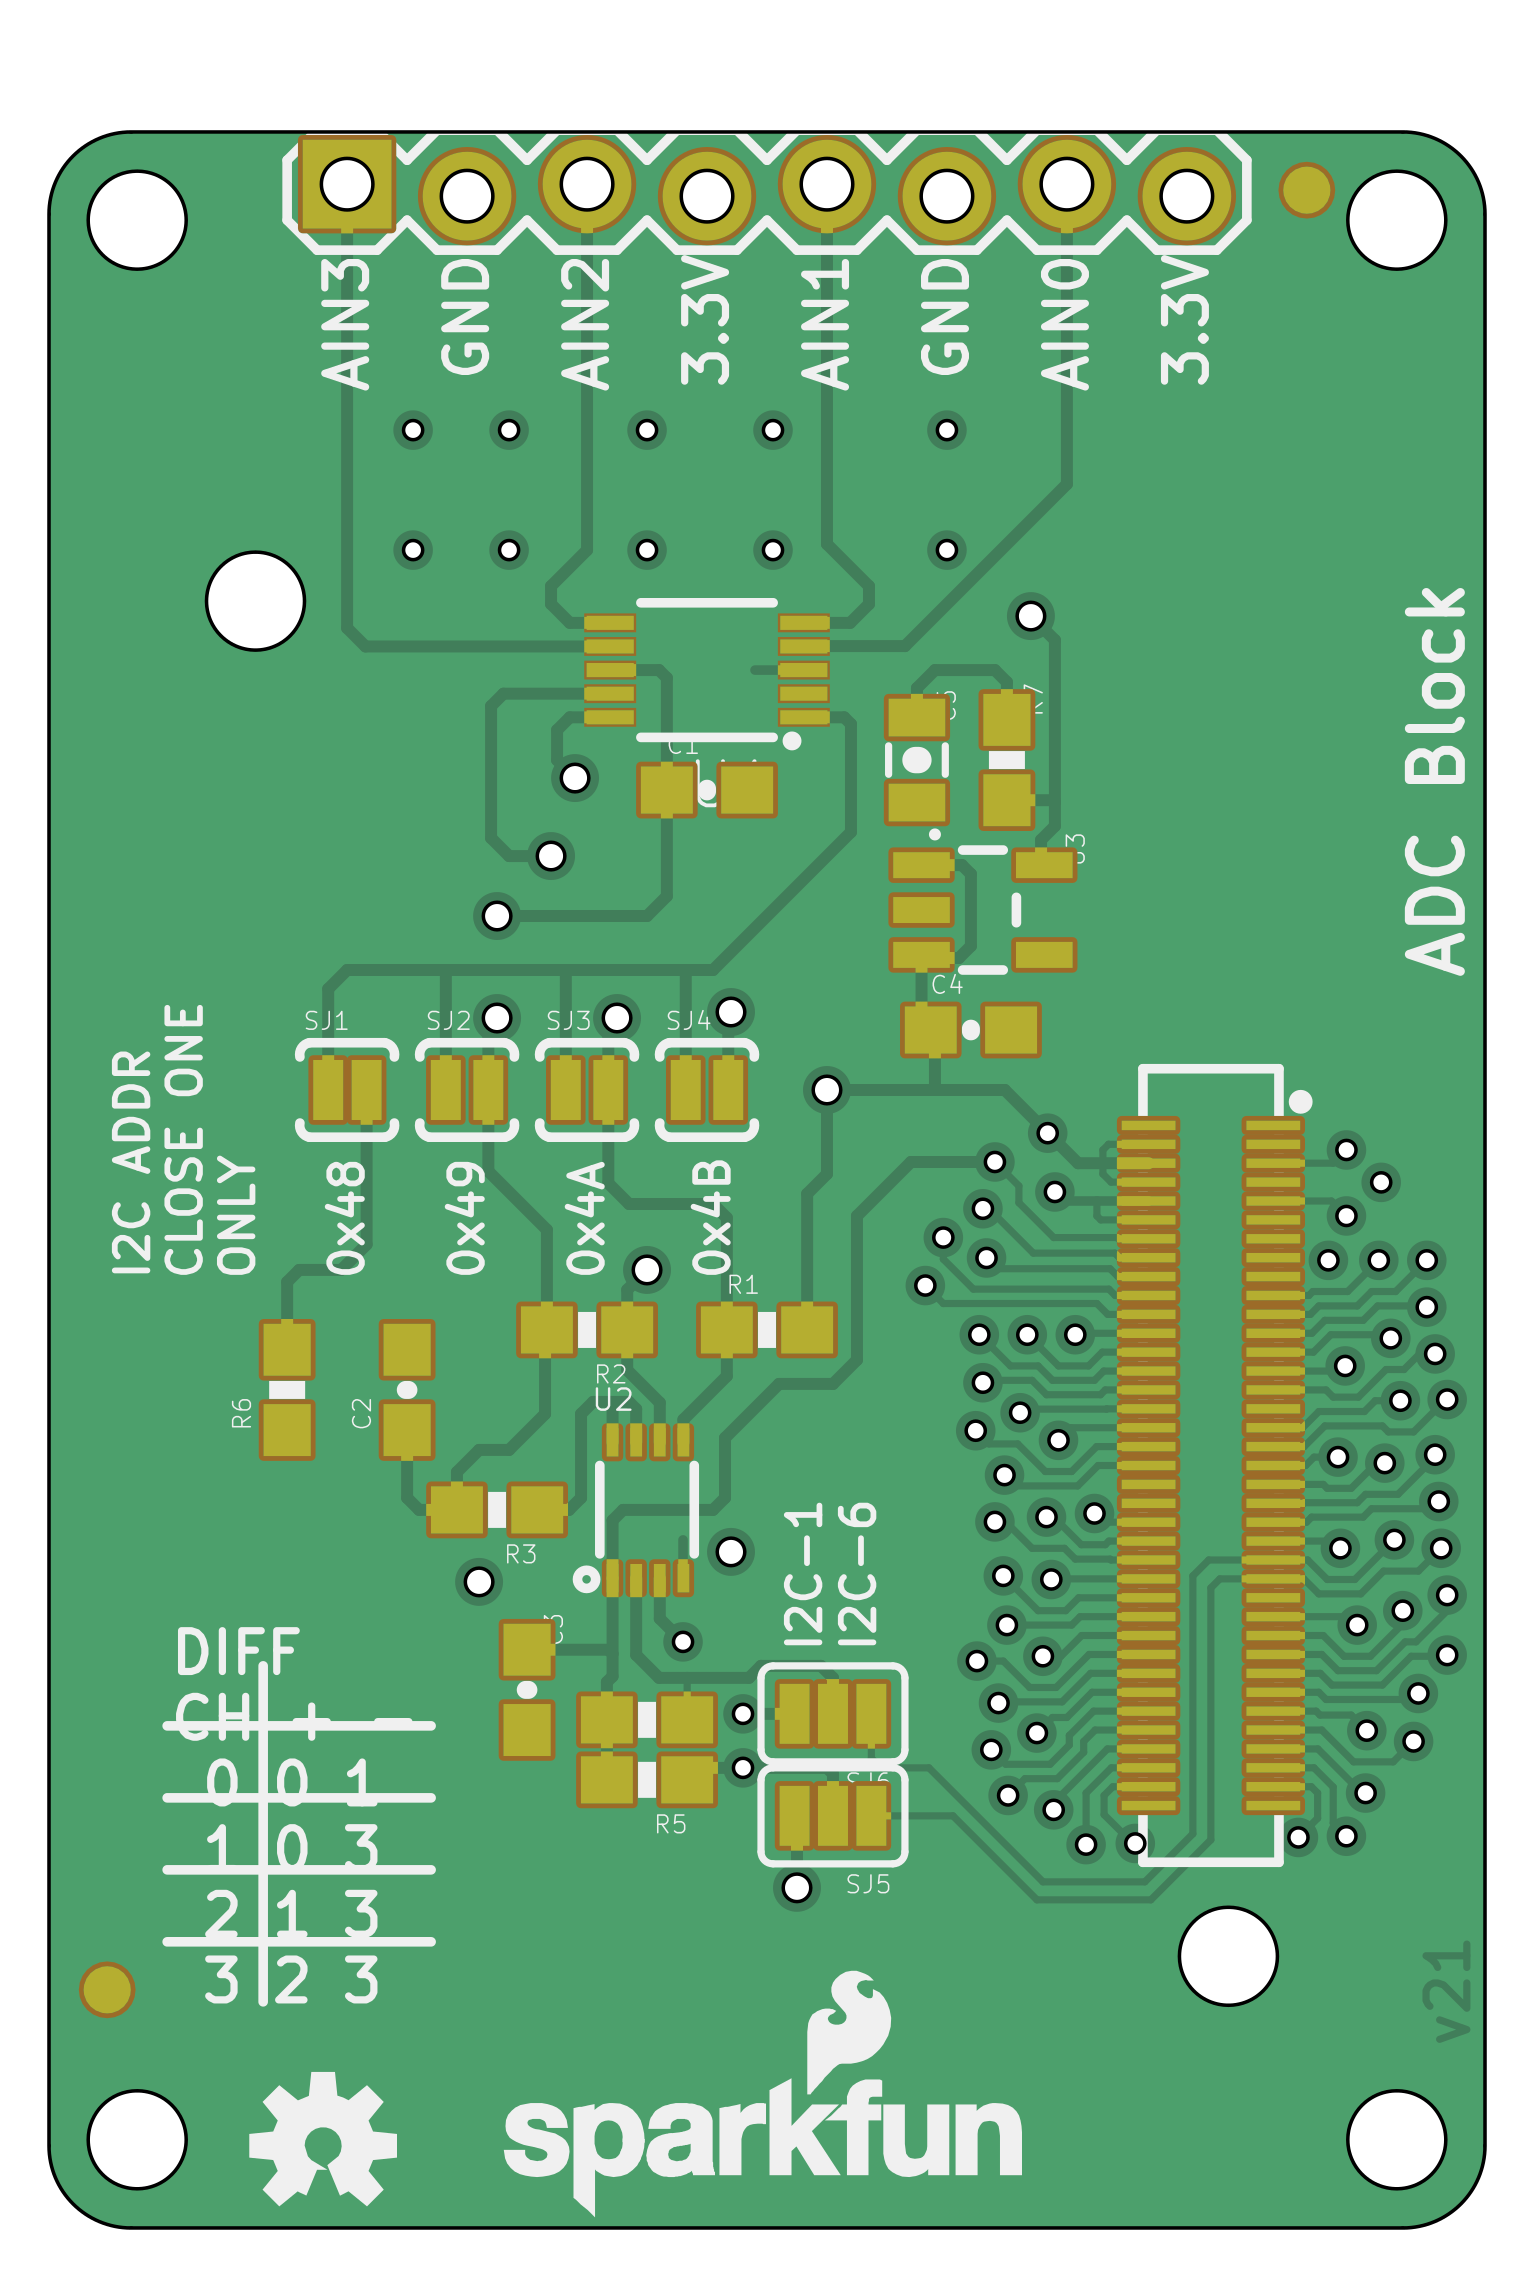 AIN3
GND
AIN2
3.3V
AIN1
GND
AIN0
3.3V
ADC Block
R7
C1
C4
SJ1
SJ2
SJ3
SJ4
I2C ADDR
CLOSE ONE
ONLY
0x48
0x49
0x4A
0x4B
R1
R2
U2
R6
C2
R3
I2C-1
I2C-6
SJ6
R5
SJ5
DIFF
CH + -
0 0 1
1 0 3
2 1 3
3 2 3
v21
sparkfun